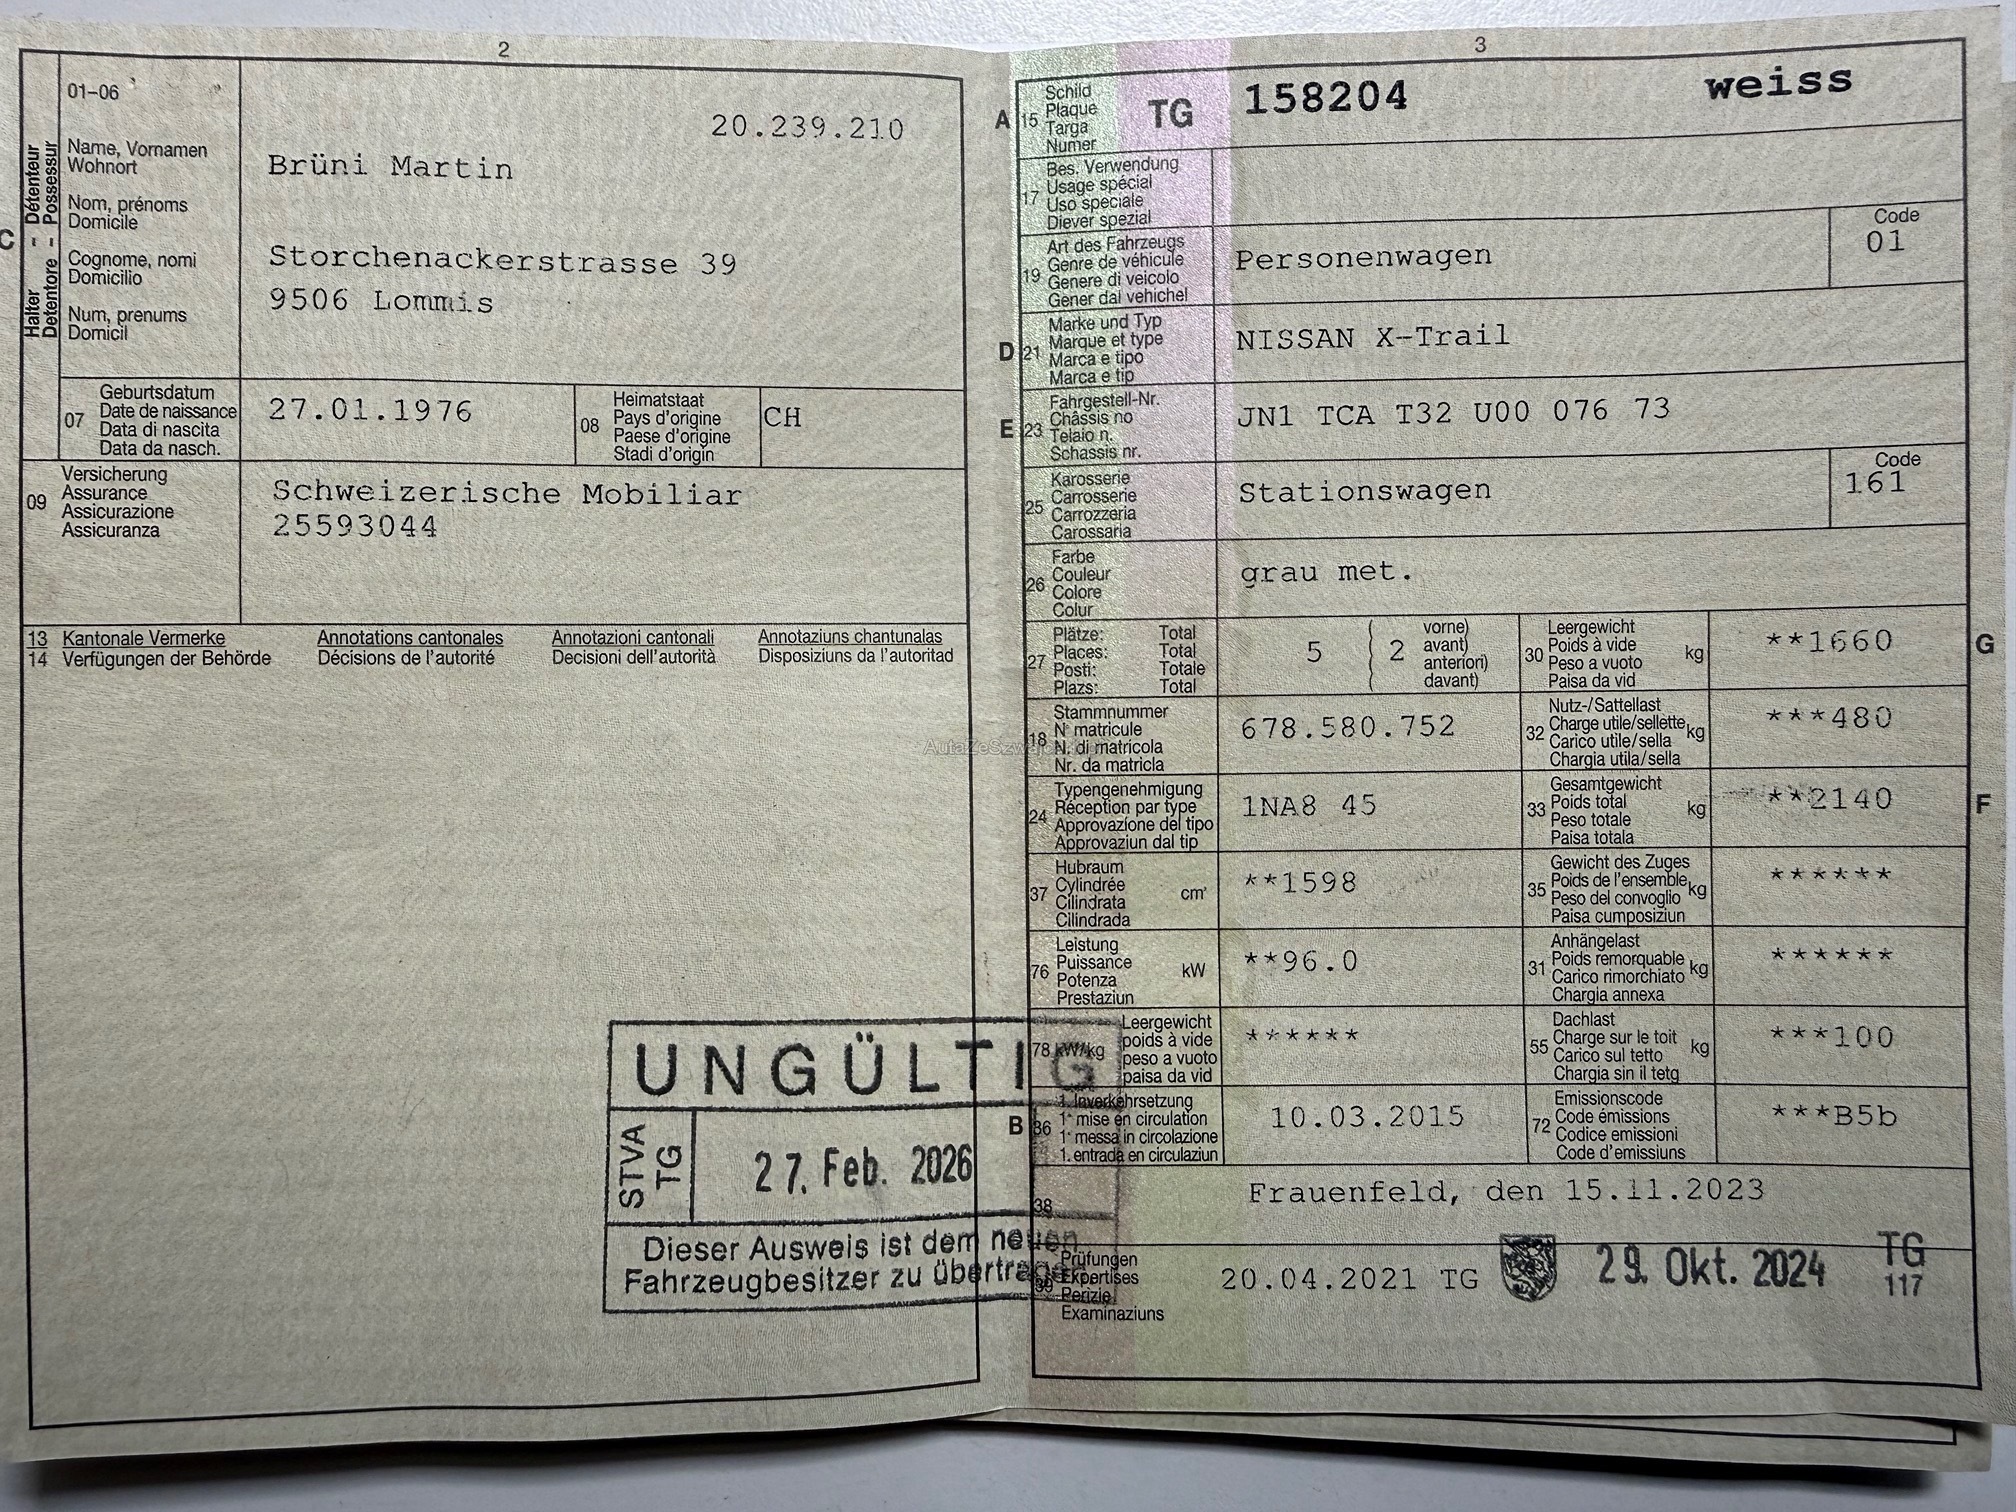 2
01-06
20.239.210
Halter - Détenteur
Detentore - Possessur
C
Name, Vornamen
Wohnort
Nom, prénoms
Domicile
Cognome, nomi
Domicilio
Num, prenums
Domicil
Brüni Martin
Storchenackerstrasse 39
9506 Lommis
07
Geburtsdatum
Date de naissance
Data di nascita
Data da nasch.
27.01.1976
08
Heimatstaat
Pays d'origine
Paese d'origine
Stadi d'origin
CH
09
Versicherung
Assurance
Assicurazione
Assicuranza
Schweizerische Mobiliar
25593044
13 Kantonale Vermerke Annotations cantonales Annotazioni cantonali Annotaziuns chantunalas
14 Verfügungen der Behörde Décisions de l'autorité Decisioni dell'autorità Disposiziuns da l'autoritad
UNGÜLTIG
STVA
TG
27. Feb. 2026
Dieser Ausweis ist dem neuen
Fahrzeugbesitzer zu übertragen
3
A 15
Schild
Plaque
Targa
Numer
TG 158204 weiss
17
Bes. Verwendung
Usage spécial
Uso speciale
Diever spezial
19
Art des Fahrzeugs
Genre de véhicule
Genere di veicolo
Gener dal vehichel
Personenwagen
Code
01
D 21
Marke und Typ
Marque et type
Marca e tipo
Marca e tip
NISSAN X-Trail
E 23
Fahrgestell-Nr.
Châssis no
Telaio n.
Schassis nr.
JN1 TCA T32 U00 076 73
25
Karosserie
Carrosserie
Carrozzeria
Carossaria
Stationswagen
Code
161
26
Farbe
Couleur
Colore
Colur
grau met.
27
Plätze: Total
Places: Total
Posti: Totale
Plazs: Total
5
( 2
vorne)
avant)
anteriori)
davant)
30
Leergewicht
Poids à vide
Peso a vuoto
Paisa da vid
kg
**1660
G
18
Stammnummer
N° matricule
N. di matricola
Nr. da matricla
678.580.752
32
Nutz-/Sattellast
Charge utile/sellette
Carico utile/sella
Chargia utila/sella
kg
***480
24
Typengenehmigung
Réception par type
Approvazione del tipo
Approvaziun dal tip
1NA8 45
33
Gesamtgewicht
Poids total
Peso totale
Paisa totala
kg
**2140
F
37
Hubraum
Cylindrée
Cilindrata
Cilindrada
cm³
**1598
35
Gewicht des Zuges
Poids de l'ensemble
Peso del convoglio
Paisa cumposiziun
kg
******
76
Leistung
Puissance
Potenza
Prestaziun
kW
**96.0
31
Anhängelast
Poids remorquable
Carico rimorchiato
Chargia annexa
kg
******
78 kW/kg
Leergewicht
poids à vide
peso a vuoto
paisa da vid
******
55
Dachlast
Charge sur le toit
Carico sul tetto
Chargia sin il tetg
kg
***100
B 36
1. Inverkehrsetzung
1e mise en circulation
1a messa in circolazione
1. entrada en circulaziun
10.03.2015
72
Emissionscode
Code émissions
Codice emissioni
Code d'emissiuns
***B5b
38
Frauenfeld, den 15.11.2023
39
Prüfungen
Expertises
Perizie
Examinaziuns
20.04.2021 TG
29. Okt. 2024
TG
117